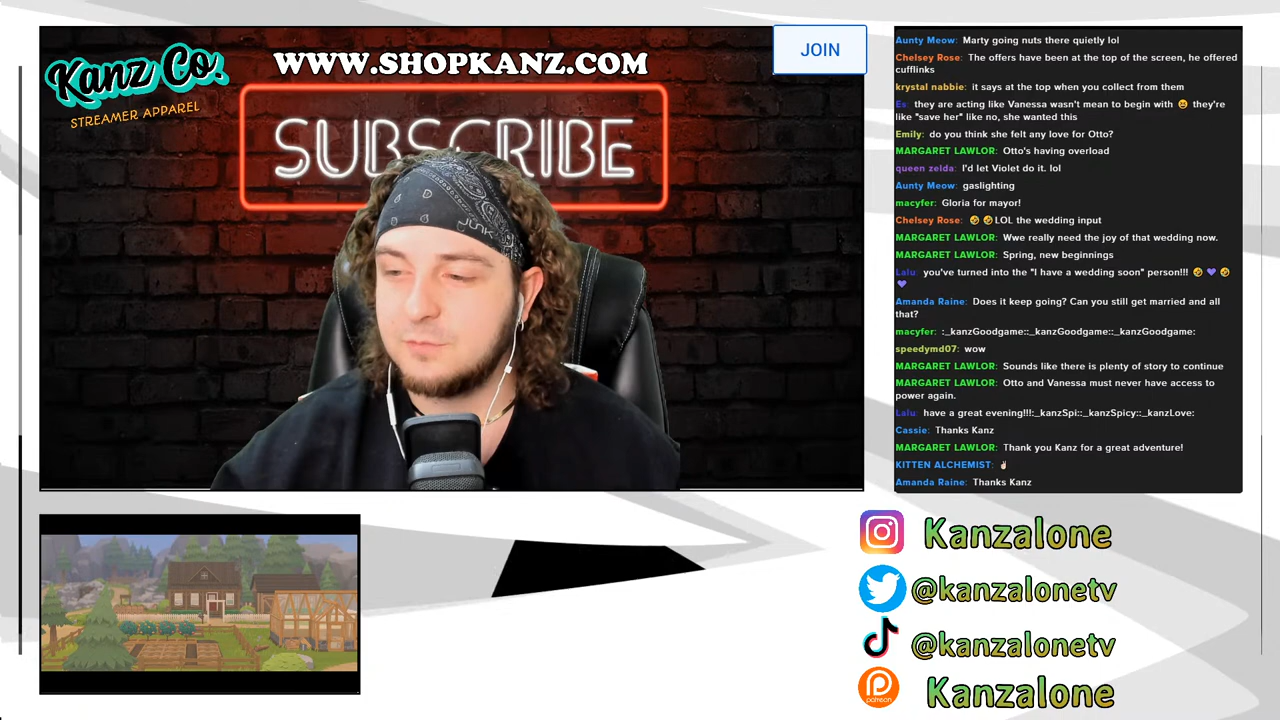 Kanz Co.
STREAMER APPAREL
WWW.SHOPKANZ.COM
JOIN
SUBSCRIBE
JUNK
Aunty Meow: Marty going nuts there quietly lol
Chelsey Rose: The offers have been at the top of the screen, he offered
cufflinks
krystal nabbie: it says at the top when you collect from them
Es: they are acting like Vanessa wasn't mean to begin with 😩 they're
like "save her" like no, she wanted this
Emily: do you think she felt any love for Otto?
MARGARET LAWLOR: Otto's having overload
queen zelda: I'd let Violet do it. lol
Aunty Meow: gaslighting
macyfer: Gloria for mayor!
Chelsey Rose: 🤣 🤣LOL the wedding input
MARGARET LAWLOR: Wwe really need the joy of that wedding now.
MARGARET LAWLOR: Spring, new beginnings
Lalu: you've turned into the "I have a wedding soon" person!!! 🤣 💜 🤣
💜
Amanda Raine: Does it keep going? Can you still get married and all
that?
macyfer: :_kanzGoodgame::_kanzGoodgame::_kanzGoodgame:
speedymd07: wow
MARGARET LAWLOR: Sounds like there is plenty of story to continue
MARGARET LAWLOR: Otto and Vanessa must never have access to
power again.
Lalu: have a great evening!!!:_kanzSpi::_kanzSpicy::_kanzLove:
Cassie: Thanks Kanz
MARGARET LAWLOR: Thank you Kanz for a great adventure!
KITTEN ALCHEMIST: ✌🏻
Amanda Raine: Thanks Kanz
Kanzalone
@kanzalonetv
@kanzalonetv
PATREON
Kanzalone